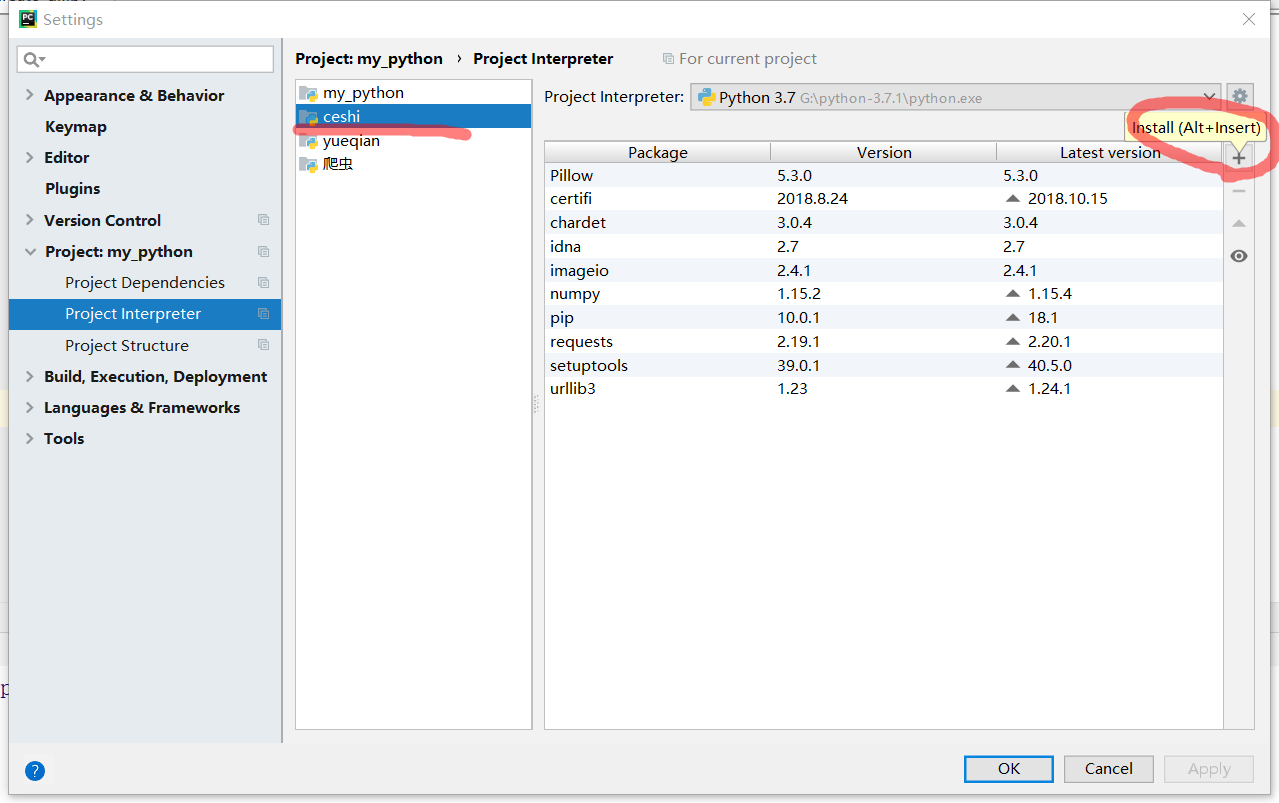 Settings
Project: my_python › Project Interpreter For current project
Appearance & Behavior
Keymap
Editor
Plugins
Version Control
Project: my_python
Project Dependencies
Project Interpreter
Project Structure
Build, Execution, Deployment
Languages & Frameworks
Tools
my_python
ceshi
yueqian
爬虫
Project Interpreter: Python 3.7 G:\python-3.7.1\python.exe
Install (Alt+Insert)
Package Version Latest version
Pillow 5.3.0 5.3.0
certifi 2018.8.24 2018.10.15
chardet 3.0.4 3.0.4
idna 2.7 2.7
imageio 2.4.1 2.4.1
numpy 1.15.2 1.15.4
pip 10.0.1 18.1
requests 2.19.1 2.20.1
setuptools 39.0.1 40.5.0
urllib3 1.23 1.24.1
? OK Cancel Apply